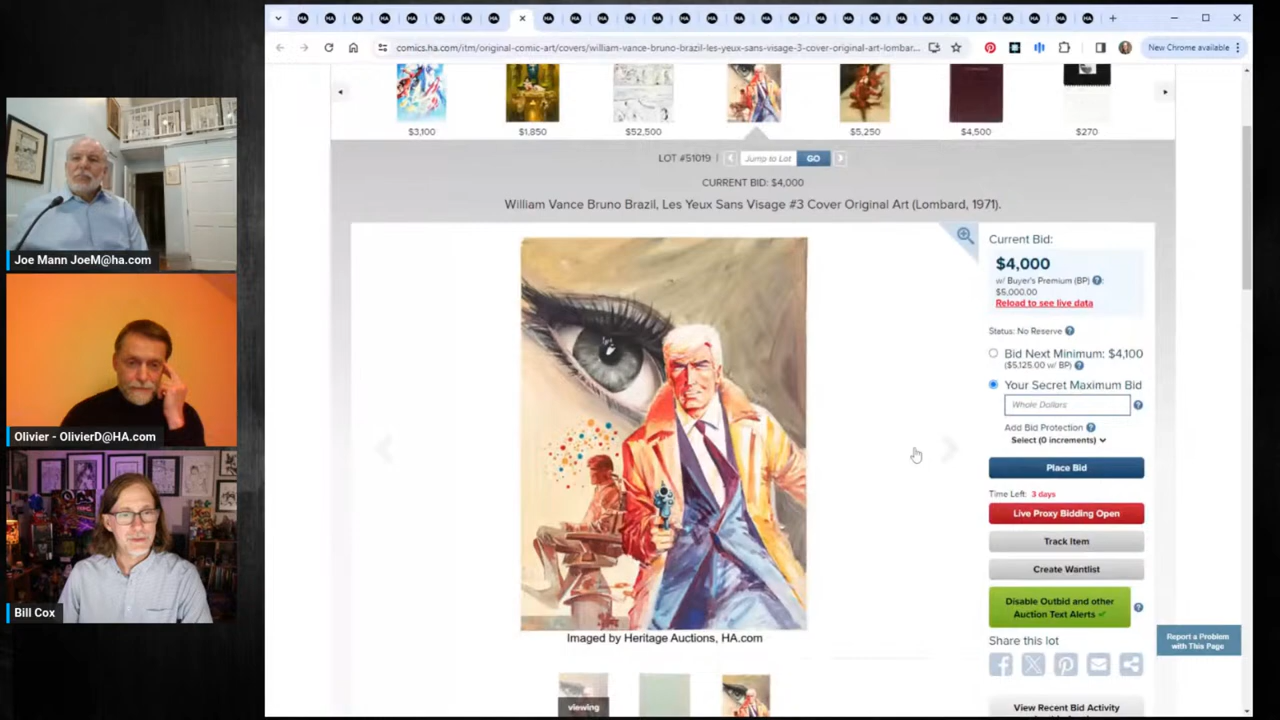 New Chrome available
comics.ha.com/itm/original-comic-art/covers/william-vance-bruno-brazil-les-yeux-sans-visage-3-cover-original-art-lombar...
$3,100
$1,850
$52,500
$5,250
$4,500
$270
LOT #51019 | Jump to Lot GO
CURRENT BID: $4,000
William Vance Bruno Brazil, Les Yeux Sans Visage #3 Cover Original Art (Lombard, 1971).
Current Bid:
$4,000
w/ Buyer's Premium (BP)
$5,000.00
Reload to see live data
Status: No Reserve
Bid Next Minimum: $4,100
($5,125.00 w/ BP)
Your Secret Maximum Bid
Whole Dollars
Add Bid Protection
Select (0 increments)
Place Bid
Time Left: 3 days
Live Proxy Bidding Open
Track Item
Create Wantlist
Disable Outbid and other
Auction Text Alerts
Share this lot
Report a Problem
with This Page
View Recent Bid Activity
Imaged by Heritage Auctions, HA.com
viewing
Joe Mann JoeM@ha.com
Olivier - OlivierD@HA.com
Bill Cox